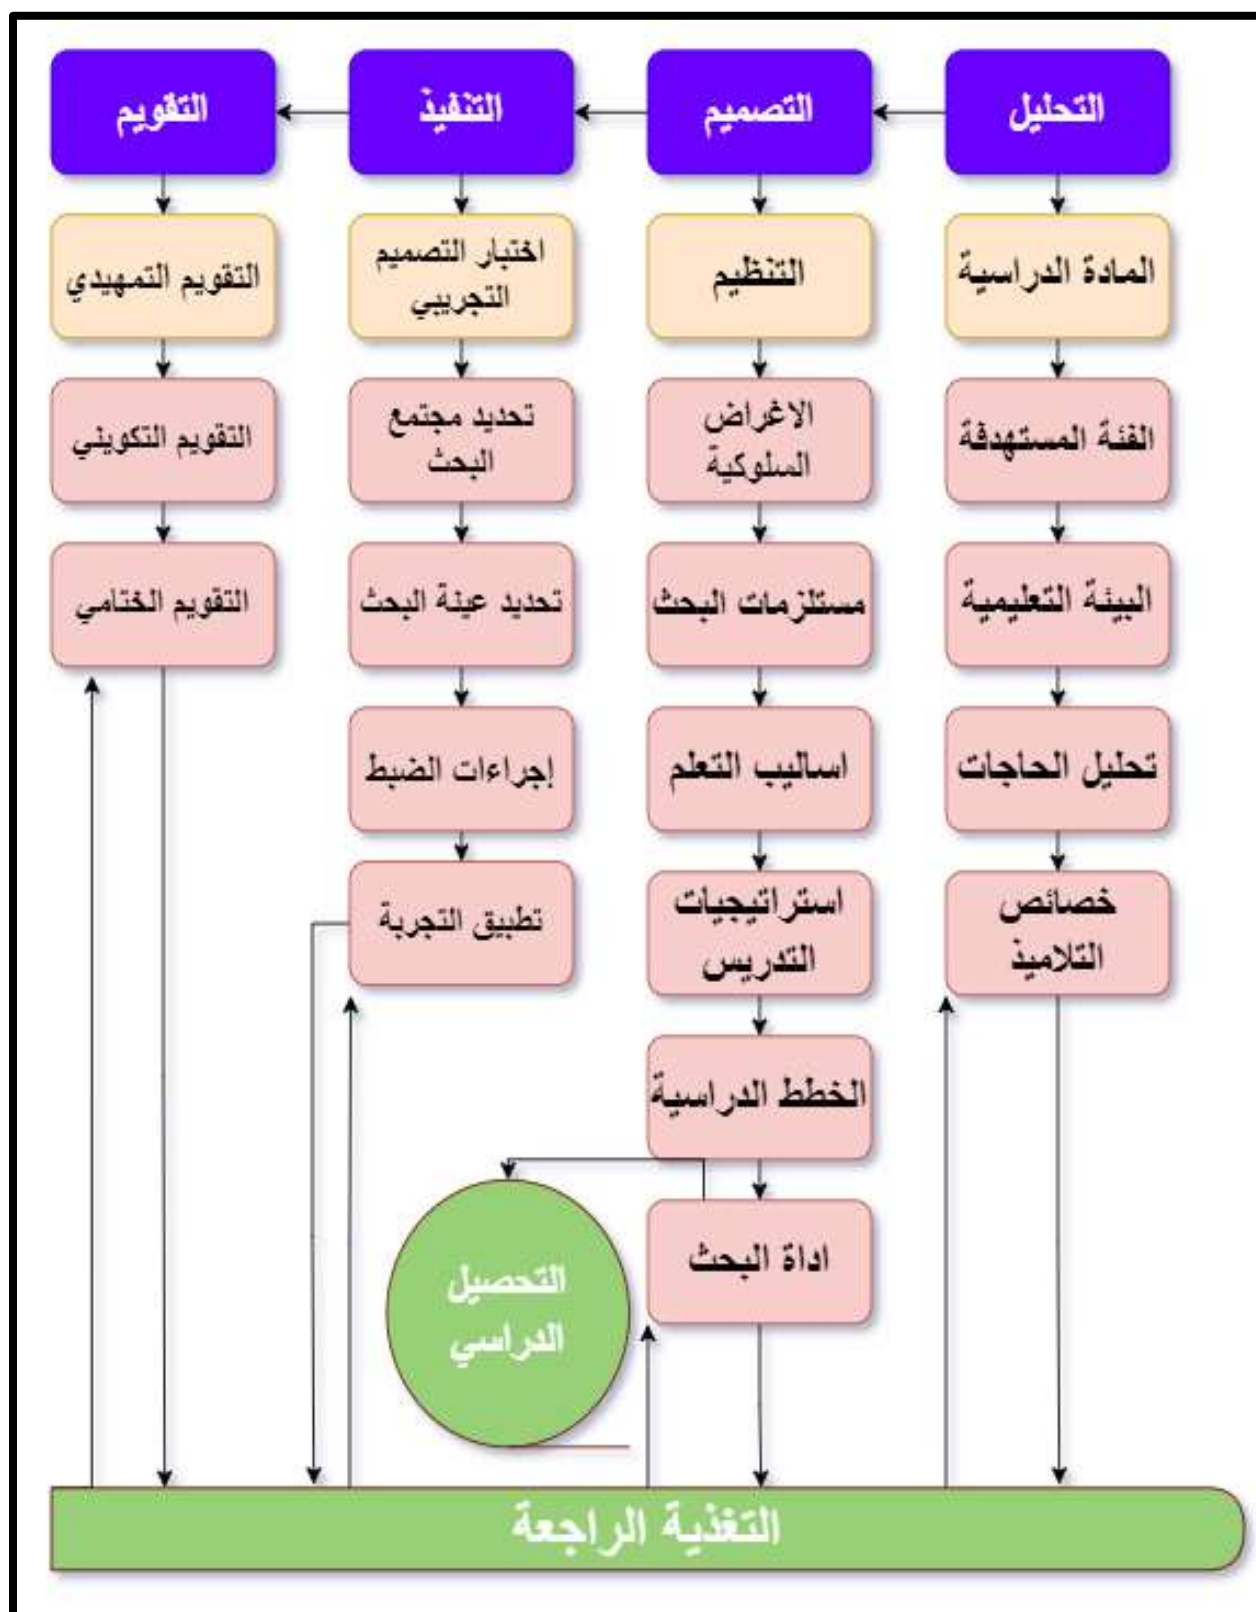 التحليل
التصميم
التنفيذ
التقويم
المادة الدراسية
الفئة المستهدفة
البيئة التعليمية
تحليل الحاجات
خصائص
التلاميذ
التنظيم
الاغراض
السلوكية
مستلزمات البحث
اساليب التعلم
استراتيجيات
التدريس
الخطط الدراسية
اداة البحث
التحصيل
الدراسي
اختبار التصميم
التجريبي
تحديد مجتمع
البحث
تحديد عينة البحث
إجراءات الضبط
تطبيق التجربة
التقويم التمهيدي
التقويم التكويني
التقويم الختامي
التغذية الراجعة